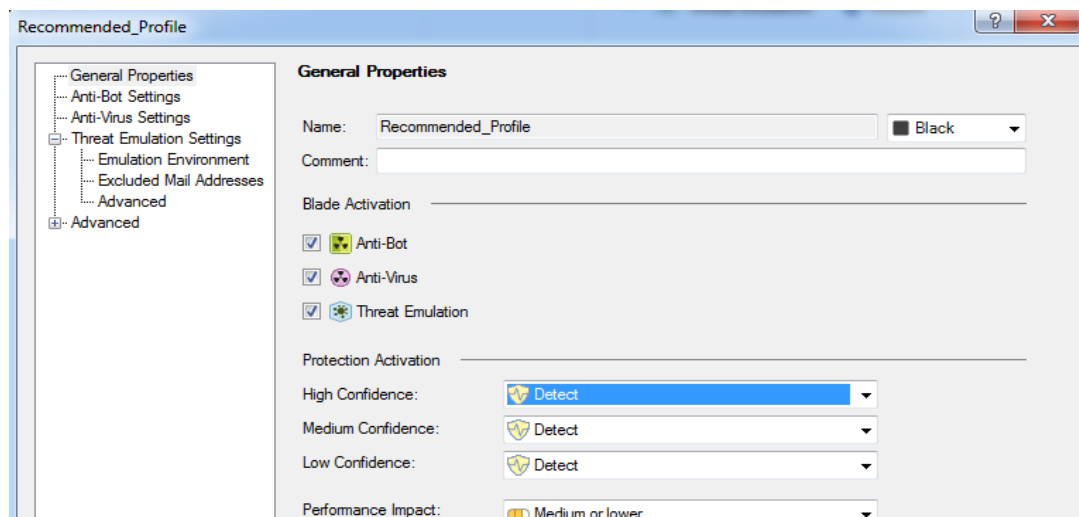 Recommended_Profile
General Properties
Anti-Bot Settings
Anti-Virus Settings
Threat Emulation Settings
Emulation Environment
Excluded Mail Addresses
Advanced
Advanced
General Properties
Name: Recommended_Profile Black
Comment:
Blade Activation
Anti-Bot
Anti-Virus
Threat Emulation
Protection Activation
High Confidence: Detect
Medium Confidence: Detect
Low Confidence: Detect
Performance Impact: Medium or lower